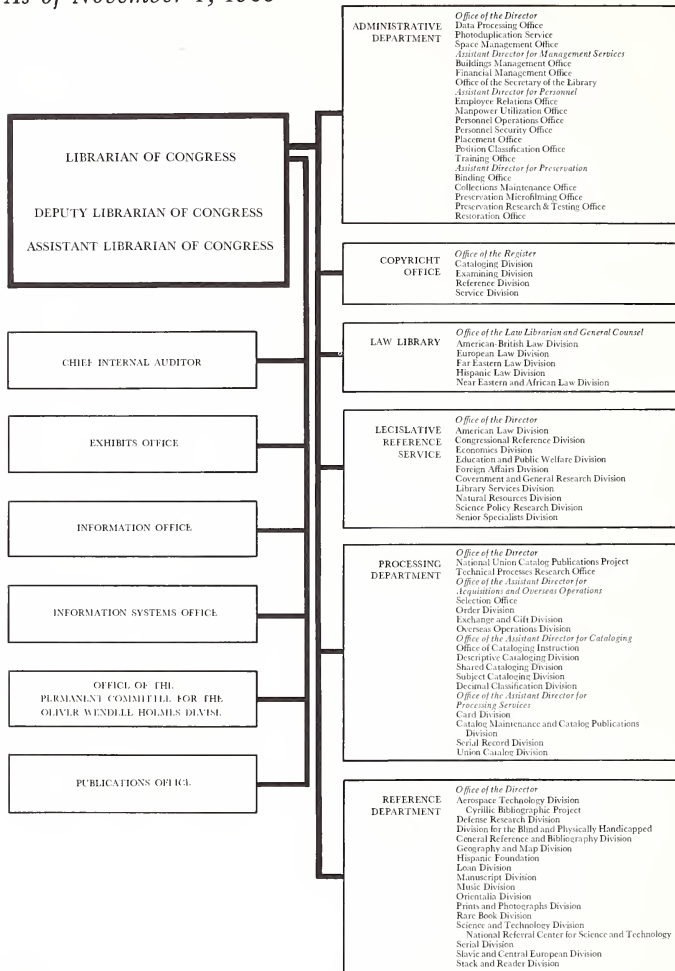 As of November 1,
LIBRARIAN OF CONGRESS
DEPUTY LIBRARIAN OF CONGRESS
ASSISTANT LIBRARIAN OF CONGRESS
CHIEF INTERNAL AUDITOR
EXHIBITS OFFICE
INFORMATION OFFICE
INFORMATION SYSTEMS OFFICE
OFFICE OF THE
PERMANENT COMMITTEE FOR THE
OLIVER WENDELL HOLMES DEVISE
PUBLICATIONS OFFICE
ADMINISTRATIVE
DEPARTMENT
Office of the Director
Data Processing Office
Photoduplication Service
Space Management Office
Assistant Director for Management Services
Buildings Management Office
Financial Management Office
Office of the Secretary of the Library
Assistant Director for Personnel
Employee Relations Office
Manpower Utilization Office
Personnel Operations Office
Personnel Security Office
Placement Office
Position Classification Office
Training Office
Assistant Director for Preservation
Binding Office
Collections Maintenance Office
Preservation Microfilming Office
Preservation Research & Testing Office
Restoration Office
COPYRIGHT
OFFICE
Office of the Register
Cataloging Division
Examining Division
Reference Division
Service Division
LAW LIBRARY
Office of the Law Librarian and General Counsel
American-British Law Division
European Law Division
Far Eastern Law Division
Hispanic Law Division
Near Eastern and African Law Division
LEGISLATIVE
REFERENCE
SERVICE
Office of the Director
American Law Division
Congressional Reference Division
Economics Division
Education and Public Welfare Division
Foreign Affairs Division
Government and General Research Division
Library Services Division
Natural Resources Division
Science Policy Research Division
Senior Specialists Division
PROCESSING
DEPARTMENT
Office of the Director
National Union Catalog Publications Project
Technical Processes Research Office
Office of the Assistant Director for
Acquisitions and Overseas Operations
Selection Office
Order Division
Exchange and Gift Division
Overseas Operations Division
Office of the Assistant Director for Cataloging
Office of Cataloging Instruction
Descriptive Cataloging Division
Shared Cataloging Division
Subject Cataloging Division
Decimal Classification Division
Office of the Assistant Director for
Processing Services
Card Division
Catalog Maintenance and Catalog Publications
Division
Serial Record Division
Union Catalog Division
REFERENCE
DEPARTMENT
Office of the Director
Aerospace Technology Division
Cyrillic Bibliographic Project
Defense Research Division
Division for the Blind and Physically Handicapped
General Reference and Bibliography Division
Geography and Map Division
Hispanic Foundation
Loan Division
Manuscript Division
Music Division
Orientalia Division
Prints and Photographs Division
Rare Book Division
Science and Technology Division
National Referral Center for Science and Technology
Serial Division
Slavic and Central European Division
Stack and Reader Division